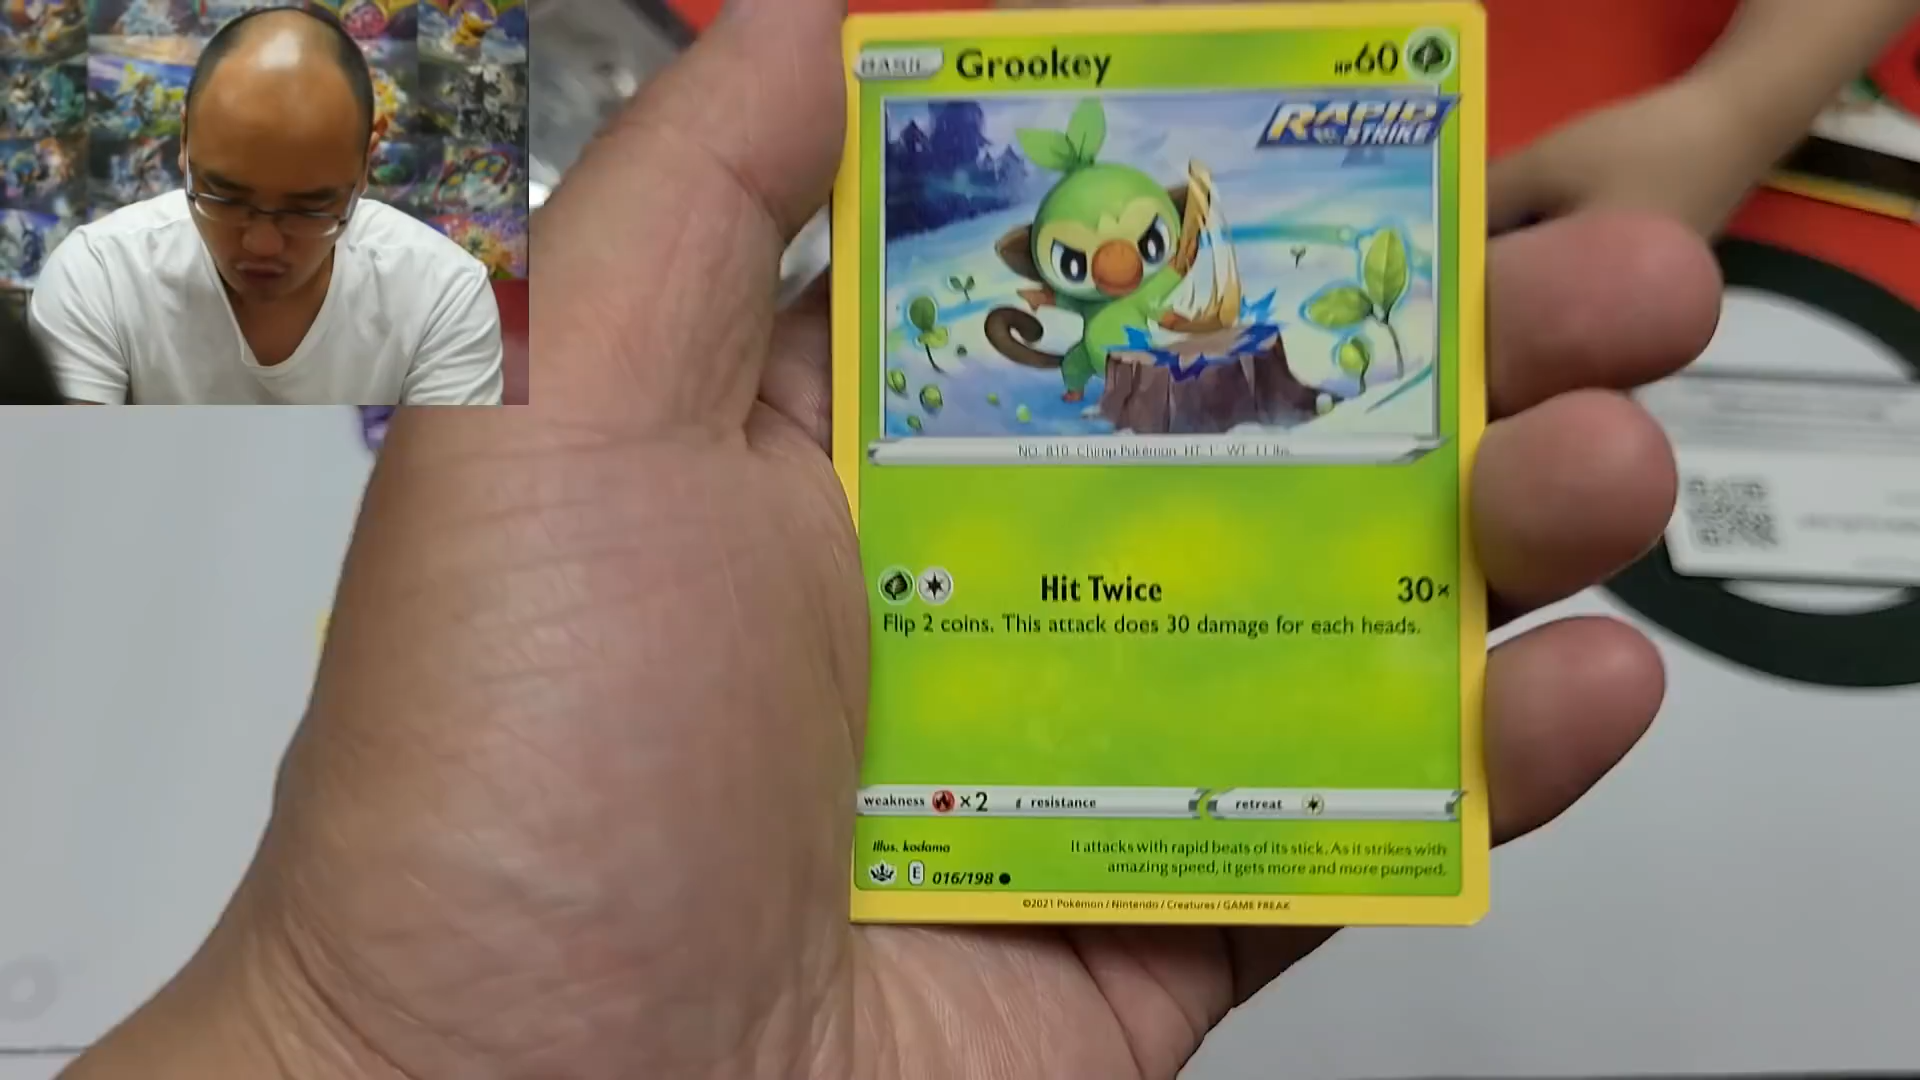 BASIC Grookey HP60
RAPID
STRIKE
NO. 810 Chimp Pokémon HT 1' WT 11 lbs.
Hit Twice 30×
Flip 2 coins. This attack does 30 damage for each heads.
weakness ×2 resistance retreat
Illus. kodama
It attacks with rapid beats of its stick. As it strikes with
amazing speed, it gets more and more pumped.
E 016/198
©2021 Pokémon / Nintendo / Creatures / GAME FREAK